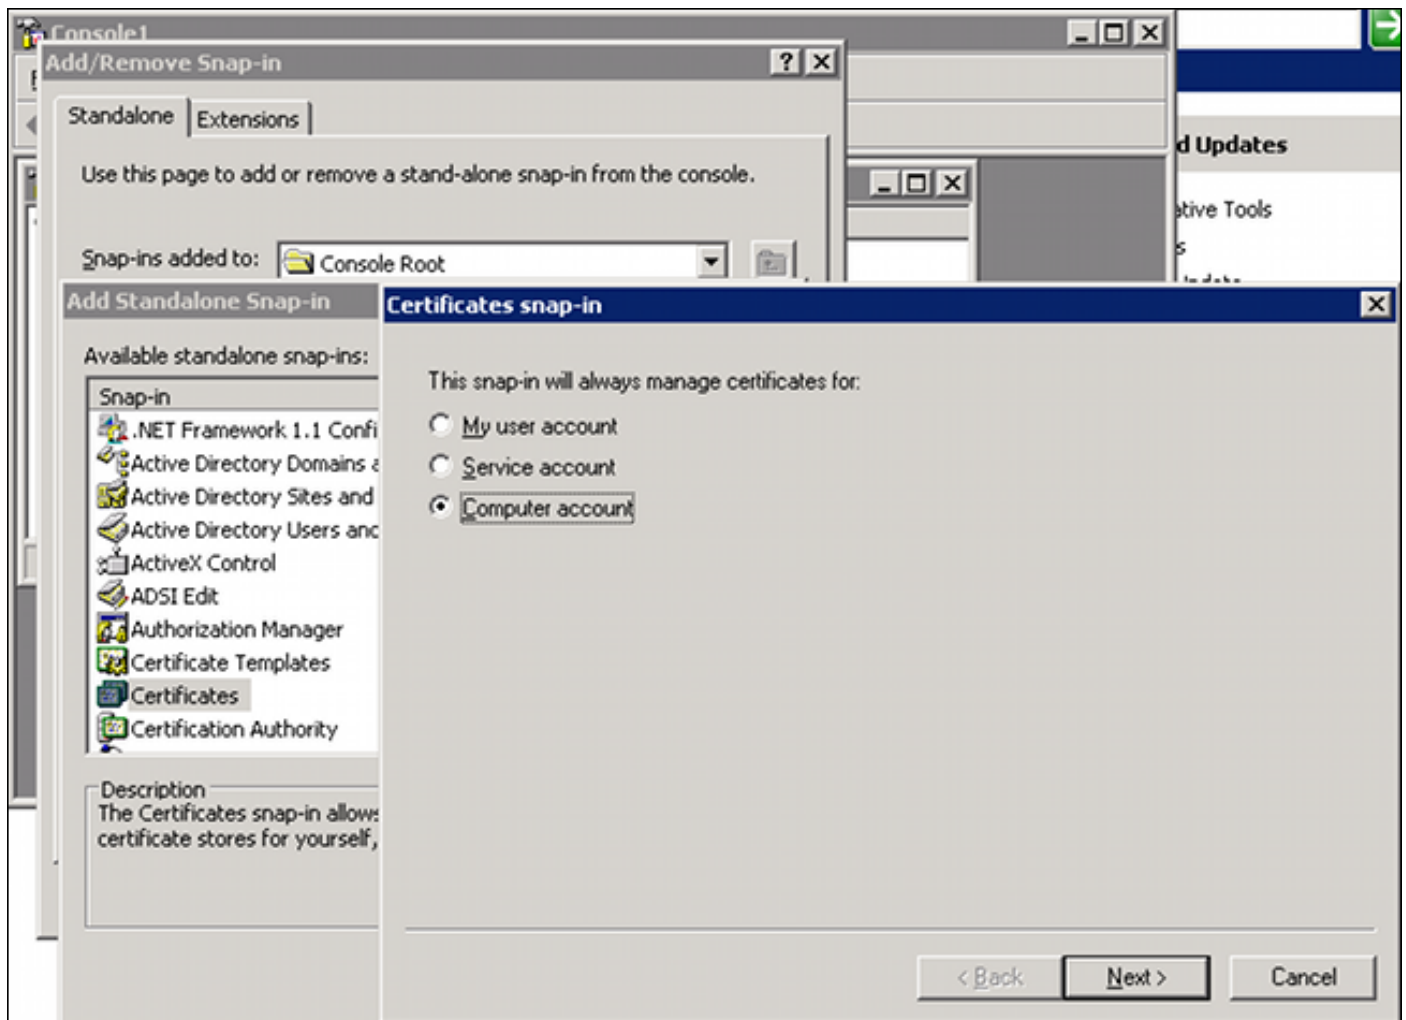 Console1
Add/Remove Snap-in
Standalone
Extensions
Use this page to add or remove a stand-alone snap-in from the console.
Snap-ins added to:
Console Root
d Updates
ative Tools
s
Add Standalone Snap-in
Available standalone snap-ins:
Snap-in
.NET Framework 1.1 Confi
Active Directory Domains a
Active Directory Sites and
Active Directory Users and
ActiveX Control
ADSI Edit
Authorization Manager
Certificate Templates
Certificates
Certification Authority
Description
The Certificates snap-in allows
certificate stores for yourself,
Certificates snap-in
This snap-in will always manage certificates for:
My user account
Service account
Computer account
< Back
Next >
Cancel